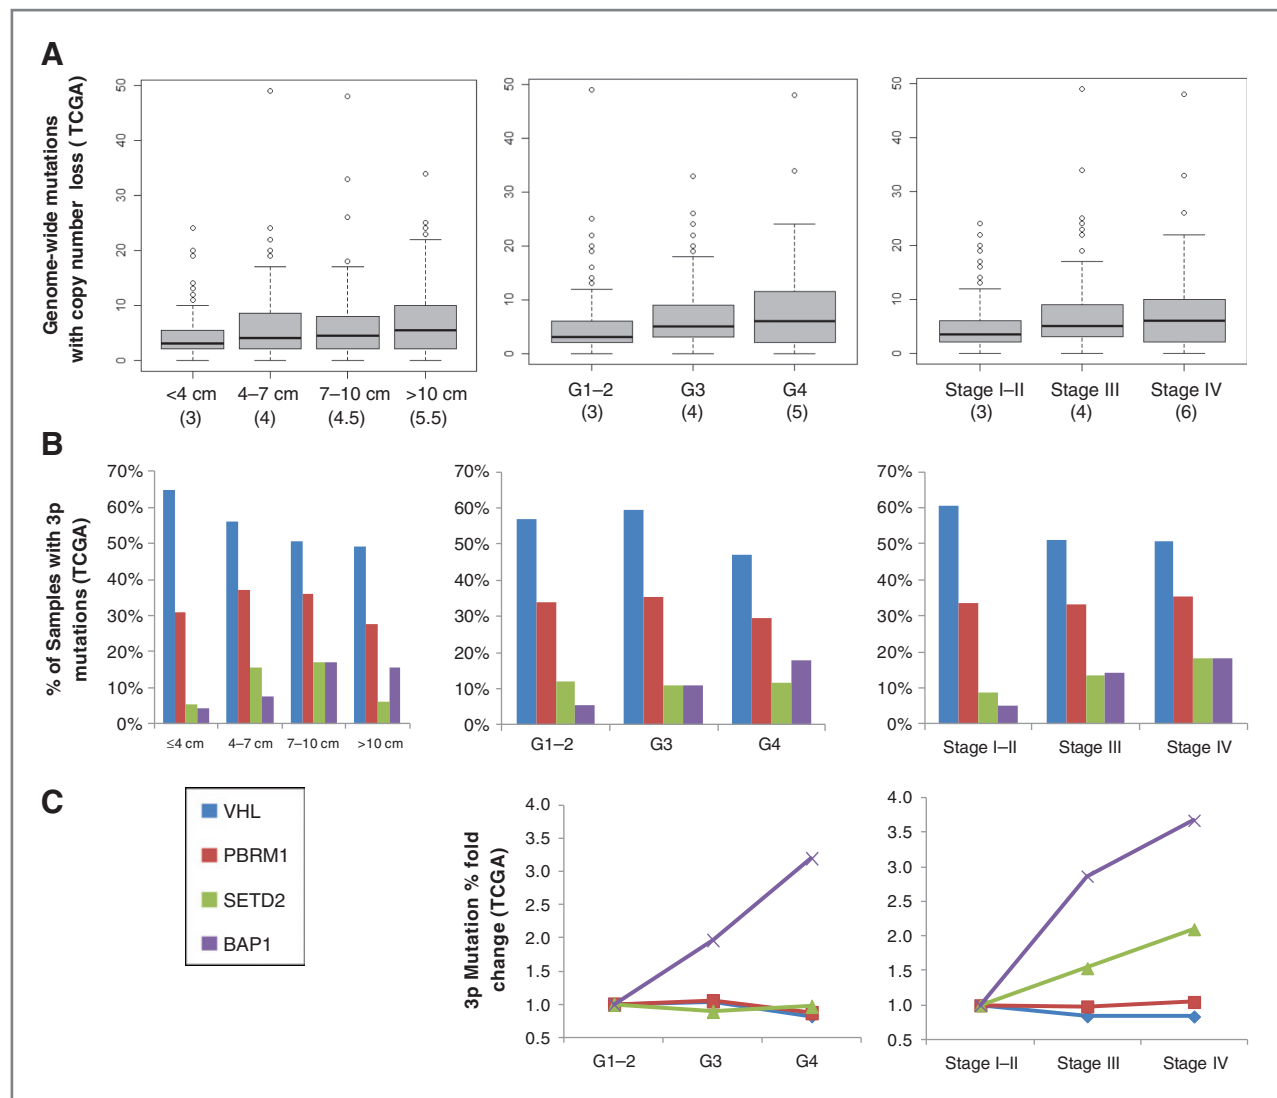 A
Genome-wide mutations
with copy number loss (TCGA)
50
40
30
20
10
0
<4 cm
4–7 cm
7–10 cm
>10 cm
(3)
(4)
(4.5)
(5.5)
50
40
30
20
10
0
G1–2
G3
G4
(3)
(4)
(5)
50
40
30
20
10
0
Stage I–II
Stage III
Stage IV
(3)
(4)
(6)
B
% of Samples with 3p
mutations (TCGA)
70%
60%
50%
40%
30%
20%
10%
0%
≤4 cm
4–7 cm
7–10 cm
>10 cm
70%
60%
50%
40%
30%
20%
10%
0%
G1–2
G3
G4
70%
60%
50%
40%
30%
20%
10%
0%
Stage I–II
Stage III
Stage IV
C
VHL
PBRM1
SETD2
BAP1
3p Mutation % fold
change (TCGA)
4.0
3.5
3.0
2.5
2.0
1.5
1.0
0.5
G1–2
G3
G4
4.0
3.5
3.0
2.5
2.0
1.5
1.0
0.5
Stage I–II
Stage III
Stage IV